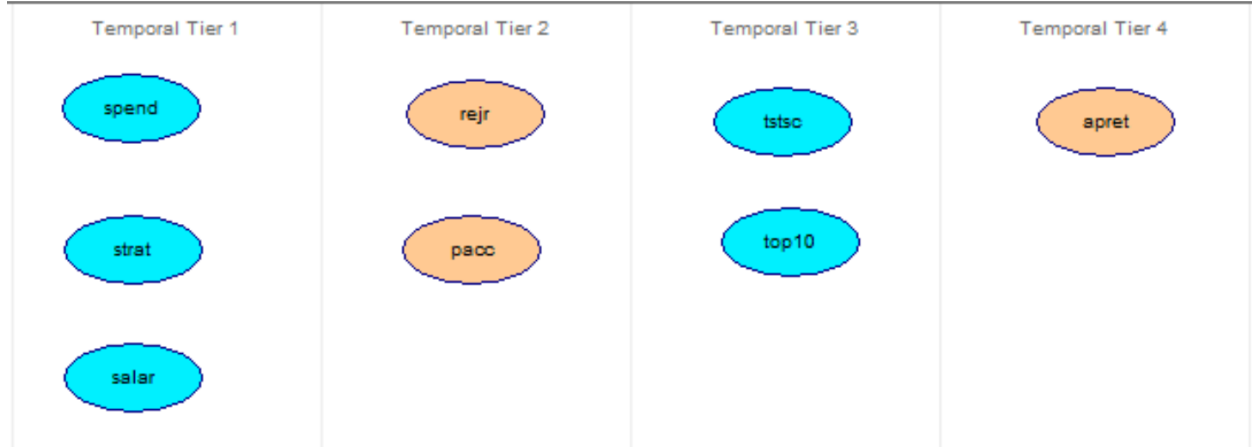 Temporal Tier 1 Temporal Tier 2 Temporal Tier 3 Temporal Tier 4
spend rejr tstsc apret
strat pacc top10
salar